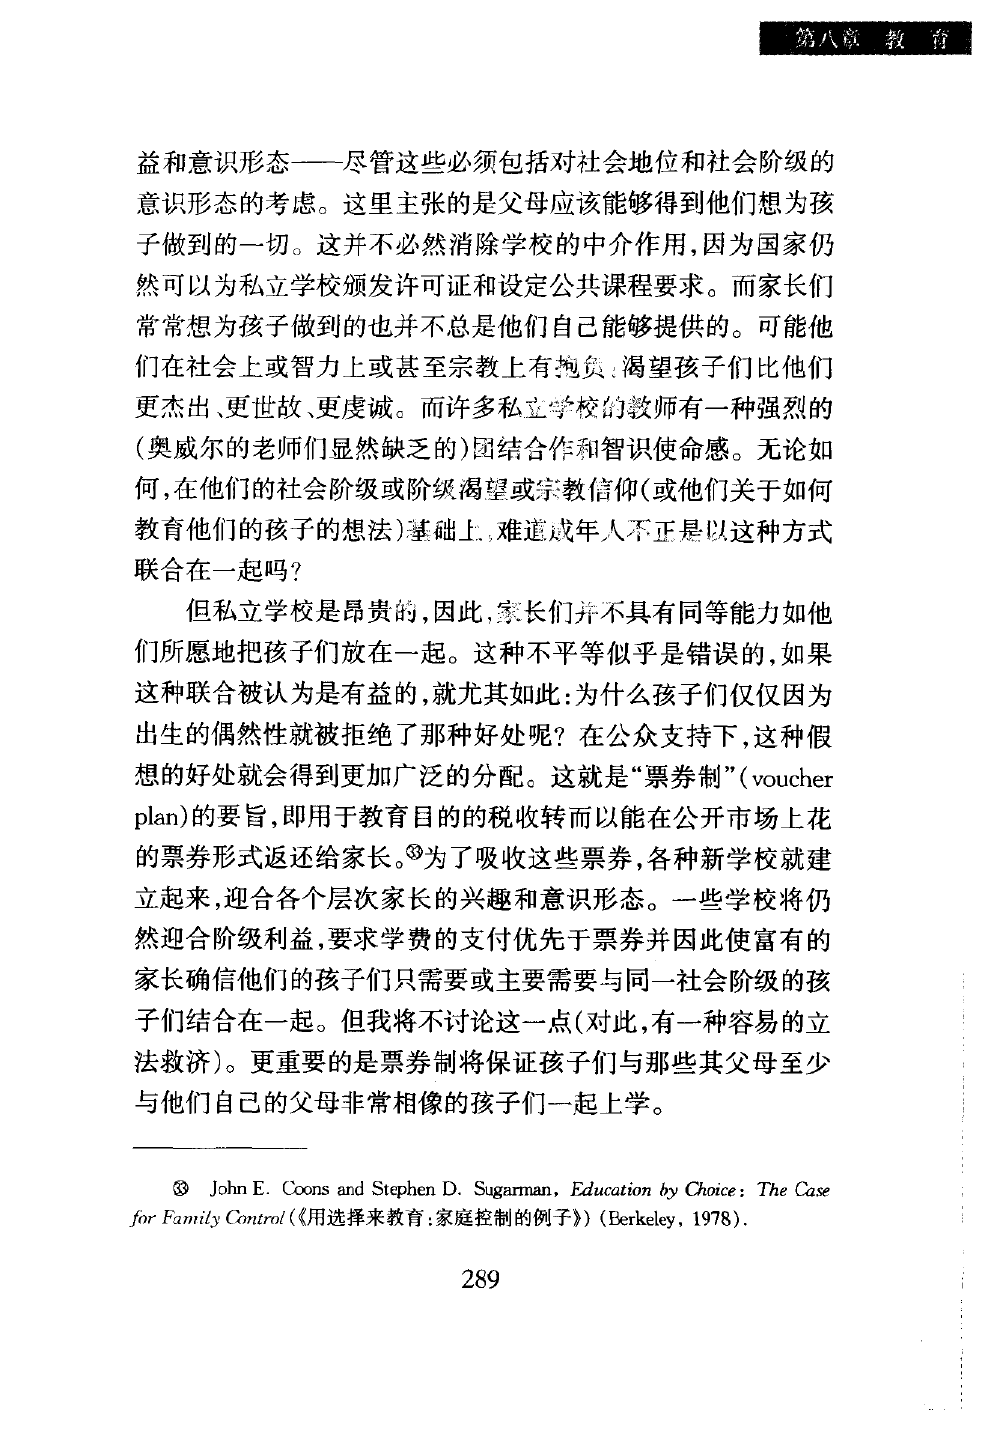 第八章 教 育
益和意识形态——尽管这些必须包括对社会地位和社会阶级的
意识形态的考虑。这里主张的是父母应该能够得到他们想为孩
子做到的一切。这并不必然消除学校的中介作用,因为国家仍
然可以为私立学校颁发许可证和设定公共课程要求。而家长们
常常想为孩子做到的也并不总是他们自己能够提供的。可能他
们在社会上或智力上或甚至宗教上有抱负,渴望孩子们比他们
更杰出、更世故、更虔诚。而许多私立学校的教师有一种强烈的
(奥威尔的老师们显然缺乏的)团结合作和智识使命感。无论如
何,在他们的社会阶级或阶级渴望或宗教信仰(或他们关于如何
教育他们的孩子的想法)基础上,难道成年人不正是以这种方式
联合在一起吗?
但私立学校是昂贵的,因此,家长们并不具有同等能力如他
们所愿地把孩子们放在一起。这种不平等似乎是错误的,如果
这种联合被认为是有益的,就尤其如此:为什么孩子们仅仅因为
出生的偶然性就被拒绝了那种好处呢?在公众支持下,这种假
想的好处就会得到更加广泛的分配。这就是“票券制”(voucher
plan)的要旨,即用于教育目的的税收转而以能在公开市场上花
的票券形式返还给家长。㉝为了吸收这些票券,各种新学校就建
立起来,迎合各个层次家长的兴趣和意识形态。一些学校将仍
然迎合阶级利益,要求学费的支付优先于票券并因此使富有的
家长确信他们的孩子们只需要或主要需要与同一社会阶级的孩
子们结合在一起。但我将不讨论这一点(对此,有一种容易的立
法救济)。更重要的是票券制将保证孩子们与那些其父母至少
与他们自己的父母非常相像的孩子们一起上学。
㉝ John E. Coons and Stephen D. Sugarman, Education by Choice: The Case
for Family Control(《用选择来教育:家庭控制的例子》) (Berkeley, 1978).
289